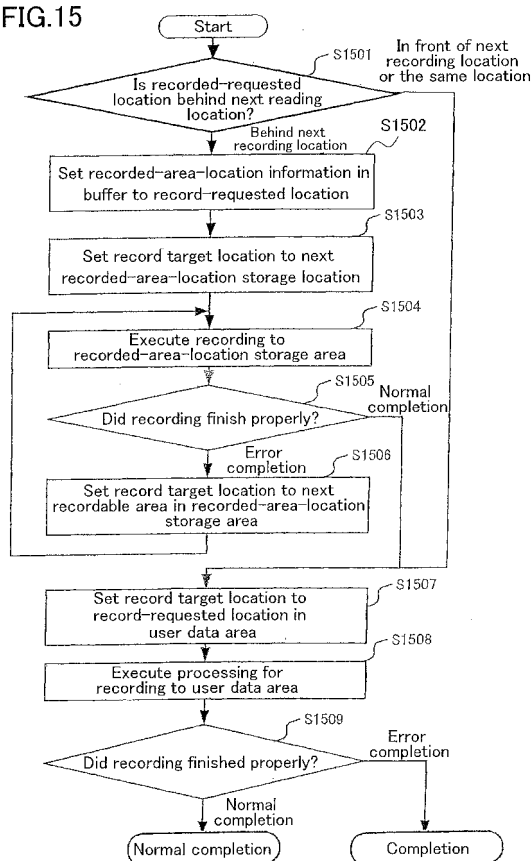 FIG.15
Start
S1501
In front of next
recording location
or the same location
Is recorded-requested
location behind next reading
location?
Behind next
recording location
S1502
Set recorded-area-location information in
buffer to record-requested location
S1503
Set record target location to next
recorded-area-location storage location
S1504
Execute recording to
recorded-area-location storage area
S1505
Normal
completion
Did recording finish properly?
Error
completion
S1506
Set record target location to next
recordable area in recorded-area-location
storage area
S1507
Set record target location to
record-requested location in
user data area
S1508
Execute processing for
recording to user data area
S1509
Error
completion
Did recording finished properly?
Normal
completion
Normal completion
Completion